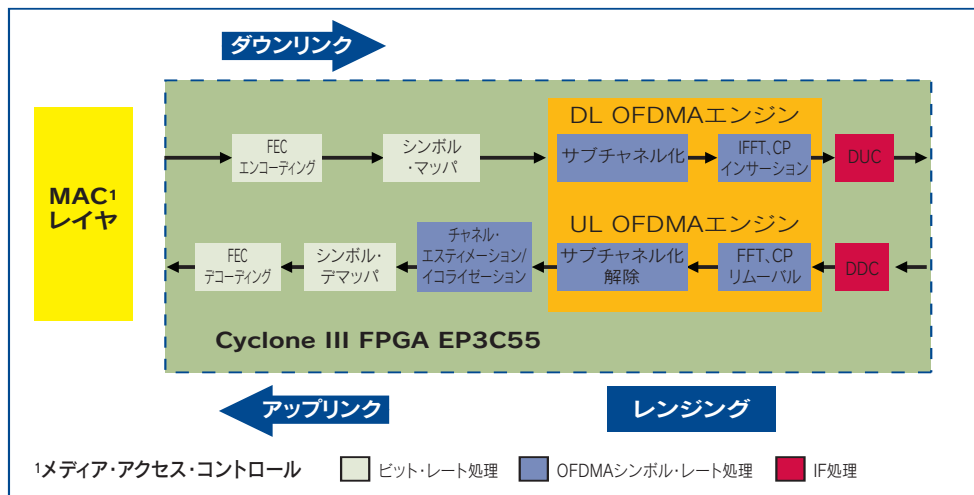 ダウンリンク
DL OFDMAエンジン
FEC
エンコーディング
シンボル
・マッパ
サブチャネル化
IFFT、CP
インサーション
DUC
MAC¹
レイヤ
UL OFDMAエンジン
FEC
デコーディング
シンボル・
デマッパ
チャネル・
エスティメーション/
イコライゼーション
サブチャネル化
解除
FFT、CP
リムーバル
DDC
Cyclone III FPGA EP3C55
アップリンク
レンジング
¹メディア・アクセス・コントロール
ビット・レート処理
OFDMAシンボル・レート処理
IF処理